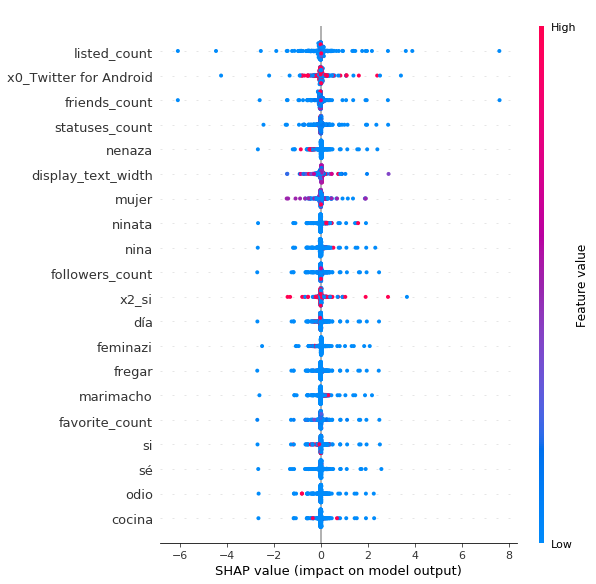 High
listed_count
x0_Twitter for Android
friends_count
statuses_count
nenaza
display_text_width
mujer
ninata
nina
followers_count
x2_si
día
feminazi
fregar
marimacho
favorite_count
si
sé
odio
cocina
Feature value
Low
−6 −4 −2 0 2 4 6 8
SHAP value (impact on model output)